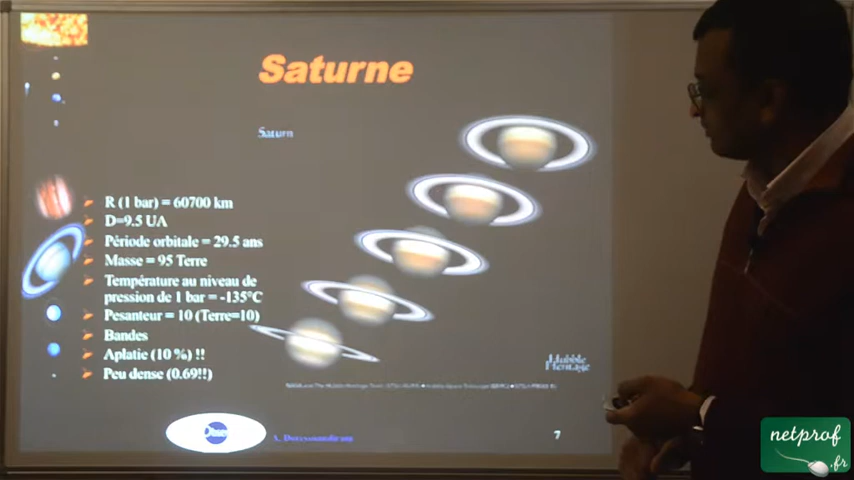 Saturne
Saturn
R (1 bar) = 60700 km
D=9.5 UA
Période orbitale = 29.5 ans
Masse = 95 Terre
Température au niveau de
pression de 1 bar = -135°C
Pesanteur = 10 (Terre=10)
Bandes
Aplatie (10 %) !!
Peu dense (0.69!!)
Hubble
Heritage
7
netprof
.fr